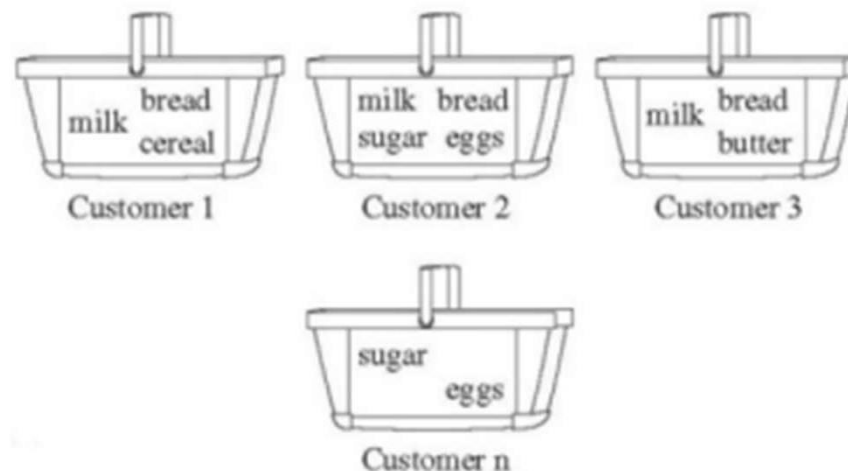 milk bread
cereal
Customer 1
milk bread
sugar eggs
Customer 2
milk bread
butter
Customer 3
sugar
eggs
Customer n